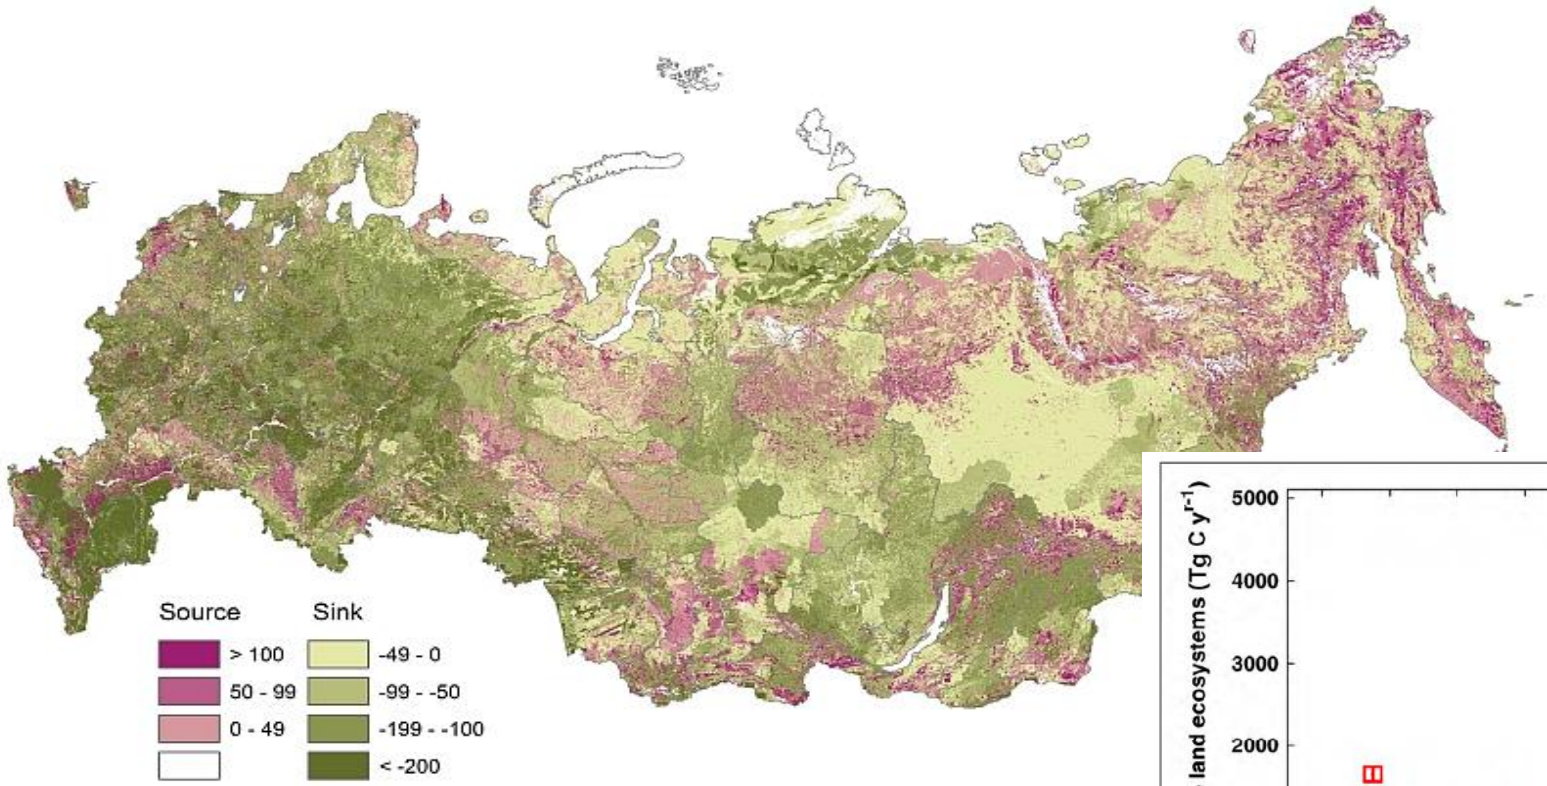 Source Sink
> 100 -49 - 0
50 - 99 -99 - -50
0 - 49 -199 - -100
< -200
land ecosystems (Tg C yr⁻¹)
5000
4000
3000
2000